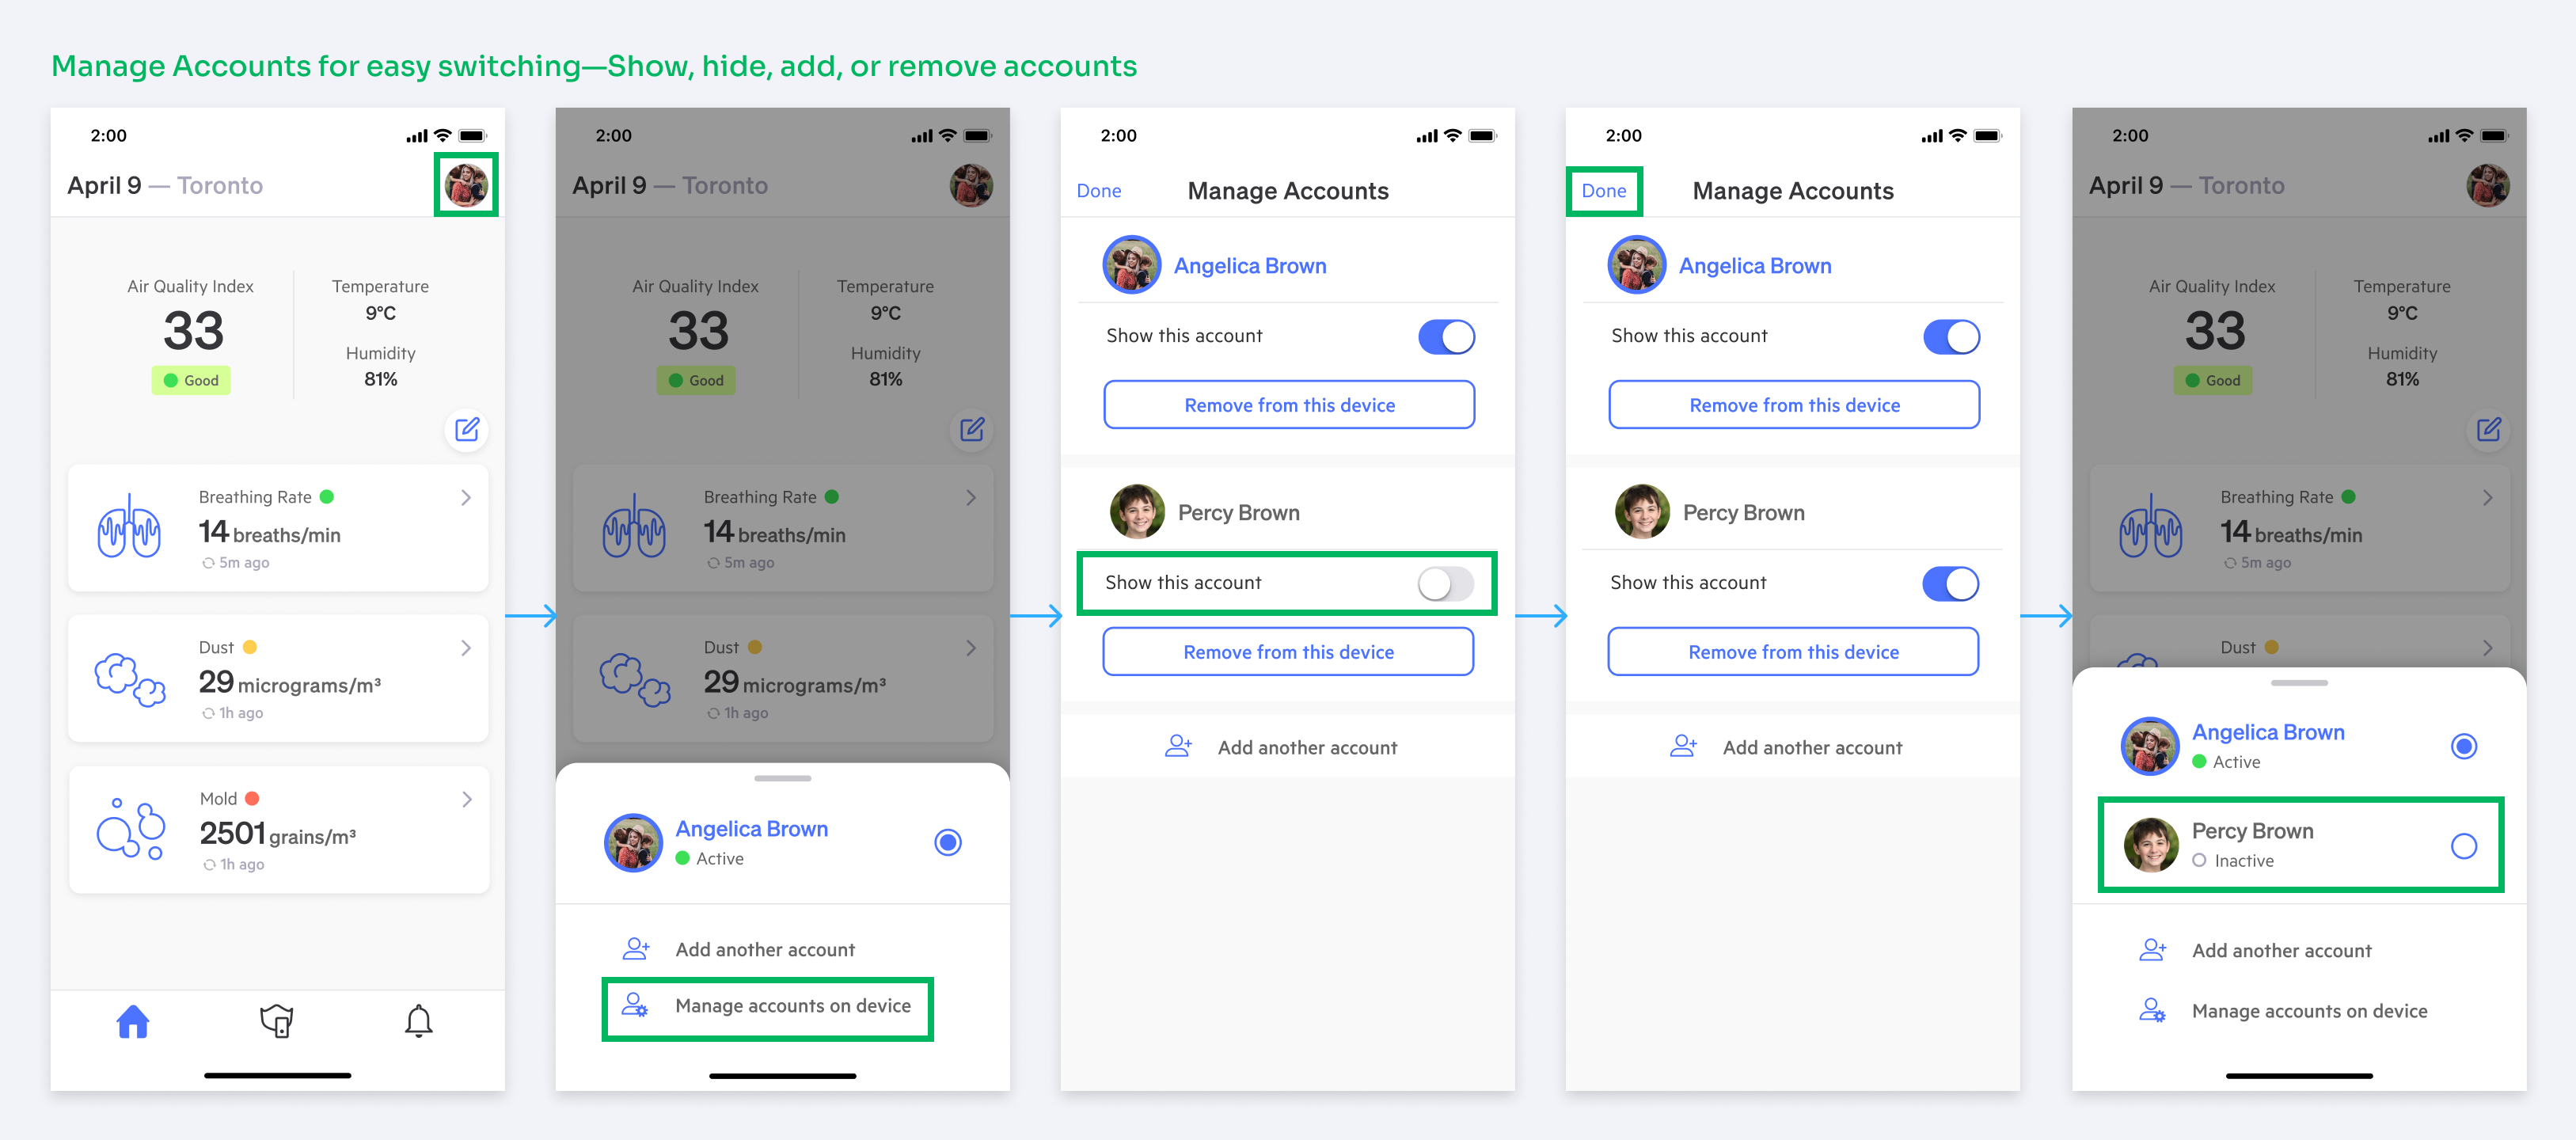 Manage Accounts for easy switching—Show, hide, add, or remove accounts
2:00
April 9 — Toronto
Air Quality Index
33
Good
Temperature
9°C
Humidity
81%
Breathing Rate
14 breaths/min
5m ago
Dust
29 micrograms/m³
1h ago
Mold
2501 grains/m³
1h ago
2:00
April 9 — Toronto
Air Quality Index
33
Good
Temperature
9°C
Humidity
81%
Breathing Rate
14 breaths/min
5m ago
Dust
29 micrograms/m³
1h ago
Angelica Brown
Active
Add another account
Manage accounts on device
2:00
Done
Manage Accounts
Angelica Brown
Show this account
Remove from this device
Percy Brown
Show this account
Remove from this device
Add another account
2:00
Done
Manage Accounts
Angelica Brown
Show this account
Remove from this device
Percy Brown
Show this account
Remove from this device
Add another account
2:00
April 9 — Toronto
Air Quality Index
33
Good
Temperature
9°C
Humidity
81%
Breathing Rate
14 breaths/min
5m ago
Dust
Angelica Brown
Active
Percy Brown
Inactive
Add another account
Manage accounts on device